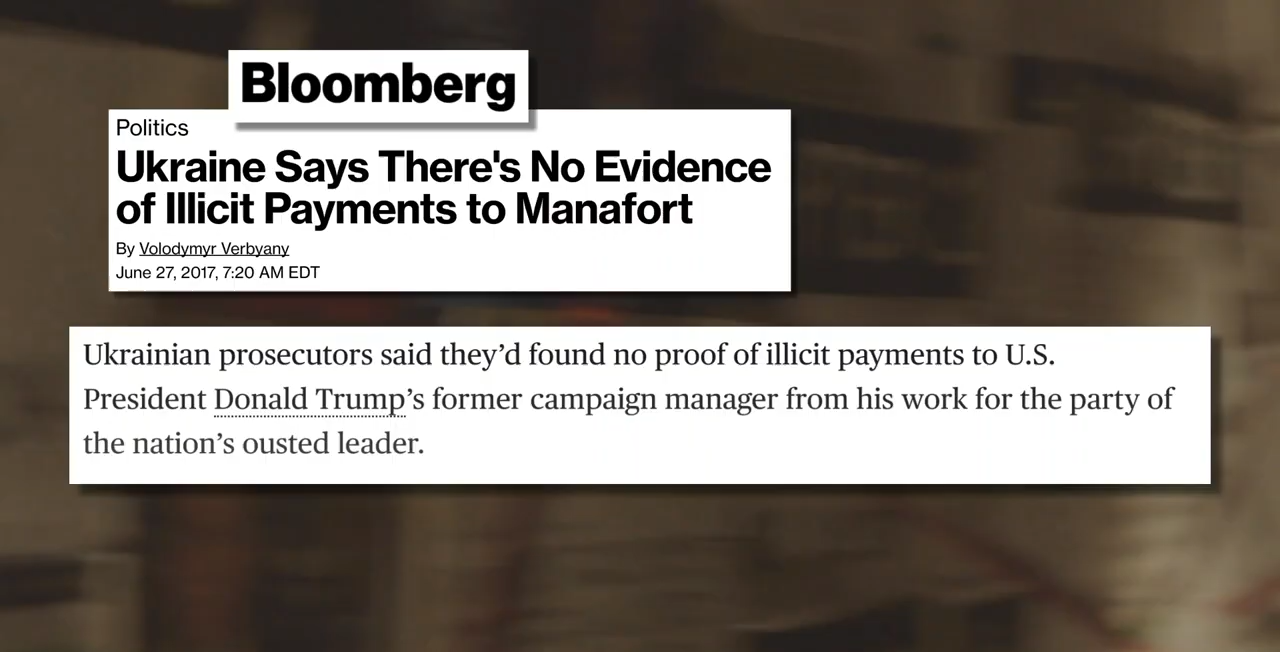 Bloomberg
Politics
Ukraine Says There's No Evidence
of Illicit Payments to Manafort
By Volodymyr Verbyany
June 27, 2017, 7:20 AM EDT
Ukrainian prosecutors said they’d found no proof of illicit payments to U.S.
President Donald Trump’s former campaign manager from his work for the party of
the nation’s ousted leader.